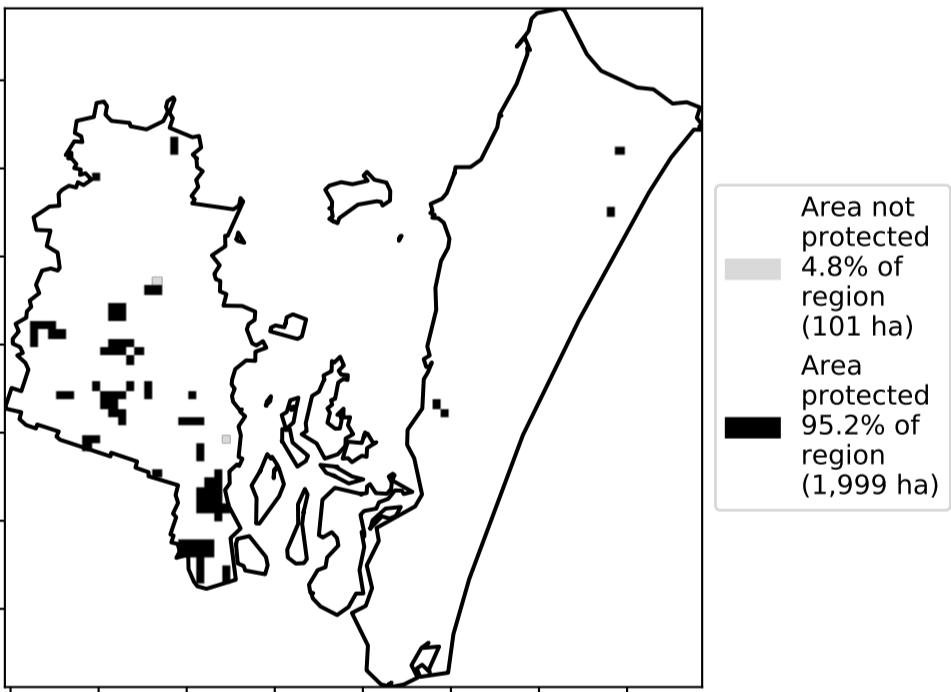 Area not
protected
4.8% of
region
(101 ha)
Area
protected
95.2% of
region
(1,999 ha)